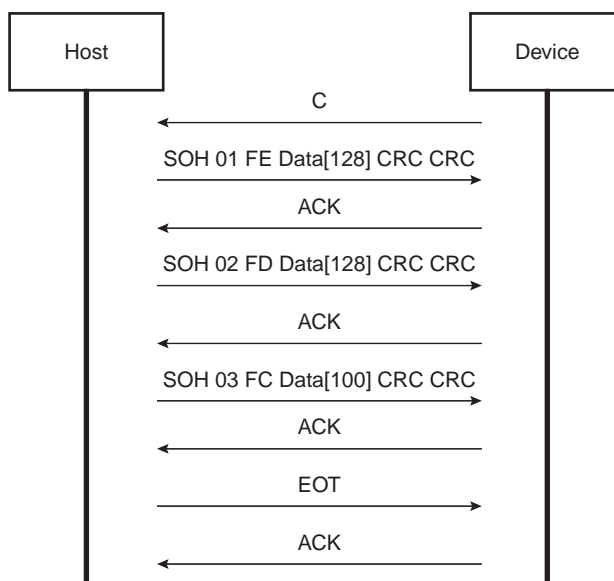 Host
Device
C
SOH 01 FE Data[128] CRC CRC
ACK
SOH 02 FD Data[128] CRC CRC
ACK
SOH 03 FC Data[100] CRC CRC
ACK
EOT
ACK